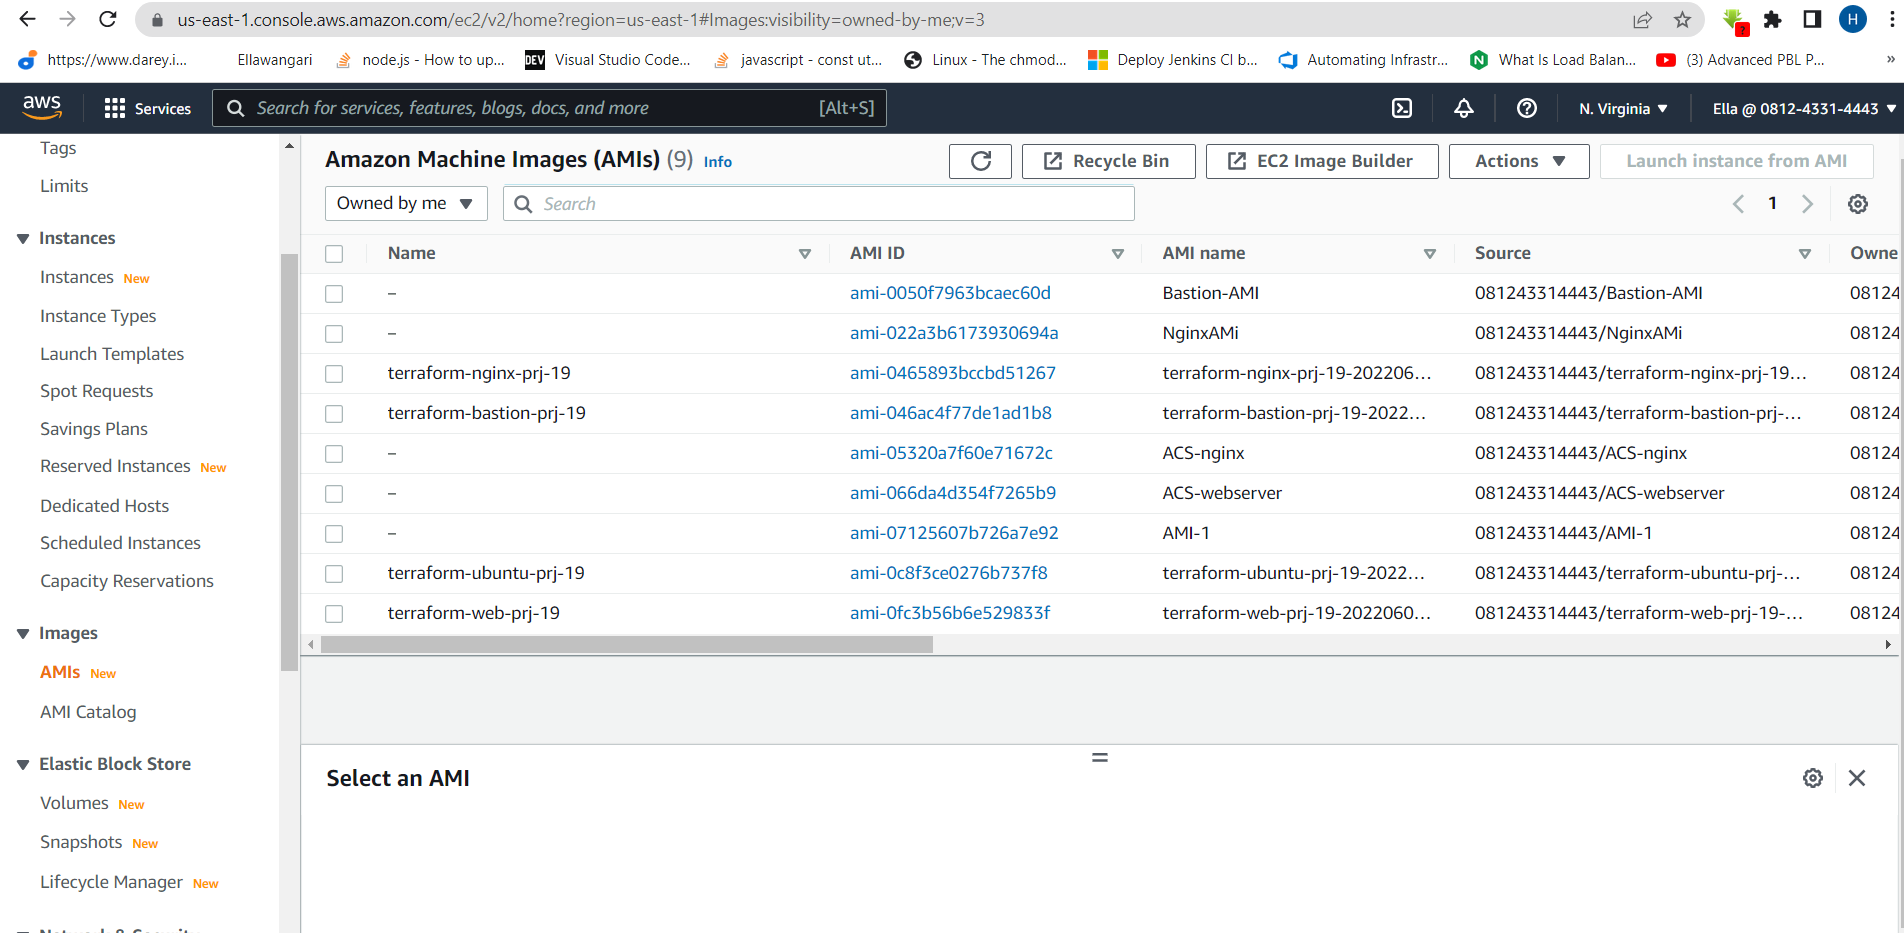 us-east-1.console.aws.amazon.com/ec2/v2/home?region=us-east-1#Images:visibility=owned-by-me;v=3
H
?
https://www.darey.i... Ellawangari node.js - How to up... DEV Visual Studio Code... javascript - const ut... Linux - The chmod... Deploy Jenkins CI b... Automating Infrastr... N What Is Load Balan... (3) Advanced PBL P... »
aws Services Search for services, features, blogs, docs, and more [Alt+S] N. Virginia Ella @ 0812-4331-4443
Tags
Limits
Instances
Instances New
Instance Types
Launch Templates
Spot Requests
Savings Plans
Reserved Instances New
Dedicated Hosts
Scheduled Instances
Capacity Reservations
Images
AMIs New
AMI Catalog
Elastic Block Store
Volumes New
Snapshots New
Lifecycle Manager New
Amazon Machine Images (AMIs) (9) Info Recycle Bin EC2 Image Builder Actions Launch instance from AMI
Owned by me Search 1
Name AMI ID AMI name Source Owne
– ami-0050f7963bcaec60d Bastion-AMI 081243314443/Bastion-AMI 08124
– ami-022a3b6173930694a NginxAMi 081243314443/NginxAMi 08124
terraform-nginx-prj-19 ami-0465893bccbd51267 terraform-nginx-prj-19-202206... 081243314443/terraform-nginx-prj-19... 08124
terraform-bastion-prj-19 ami-046ac4f77de1ad1b8 terraform-bastion-prj-19-2022... 081243314443/terraform-bastion-prj-... 08124
– ami-05320a7f60e71672c ACS-nginx 081243314443/ACS-nginx 08124
– ami-066da4d354f7265b9 ACS-webserver 081243314443/ACS-webserver 08124
– ami-07125607b726a7e92 AMI-1 081243314443/AMI-1 08124
terraform-ubuntu-prj-19 ami-0c8f3ce0276b737f8 terraform-ubuntu-prj-19-2022... 081243314443/terraform-ubuntu-prj-... 08124
terraform-web-prj-19 ami-0fc3b56b6e529833f terraform-web-prj-19-2022060... 081243314443/terraform-web-prj-19-... 08124
Select an AMI